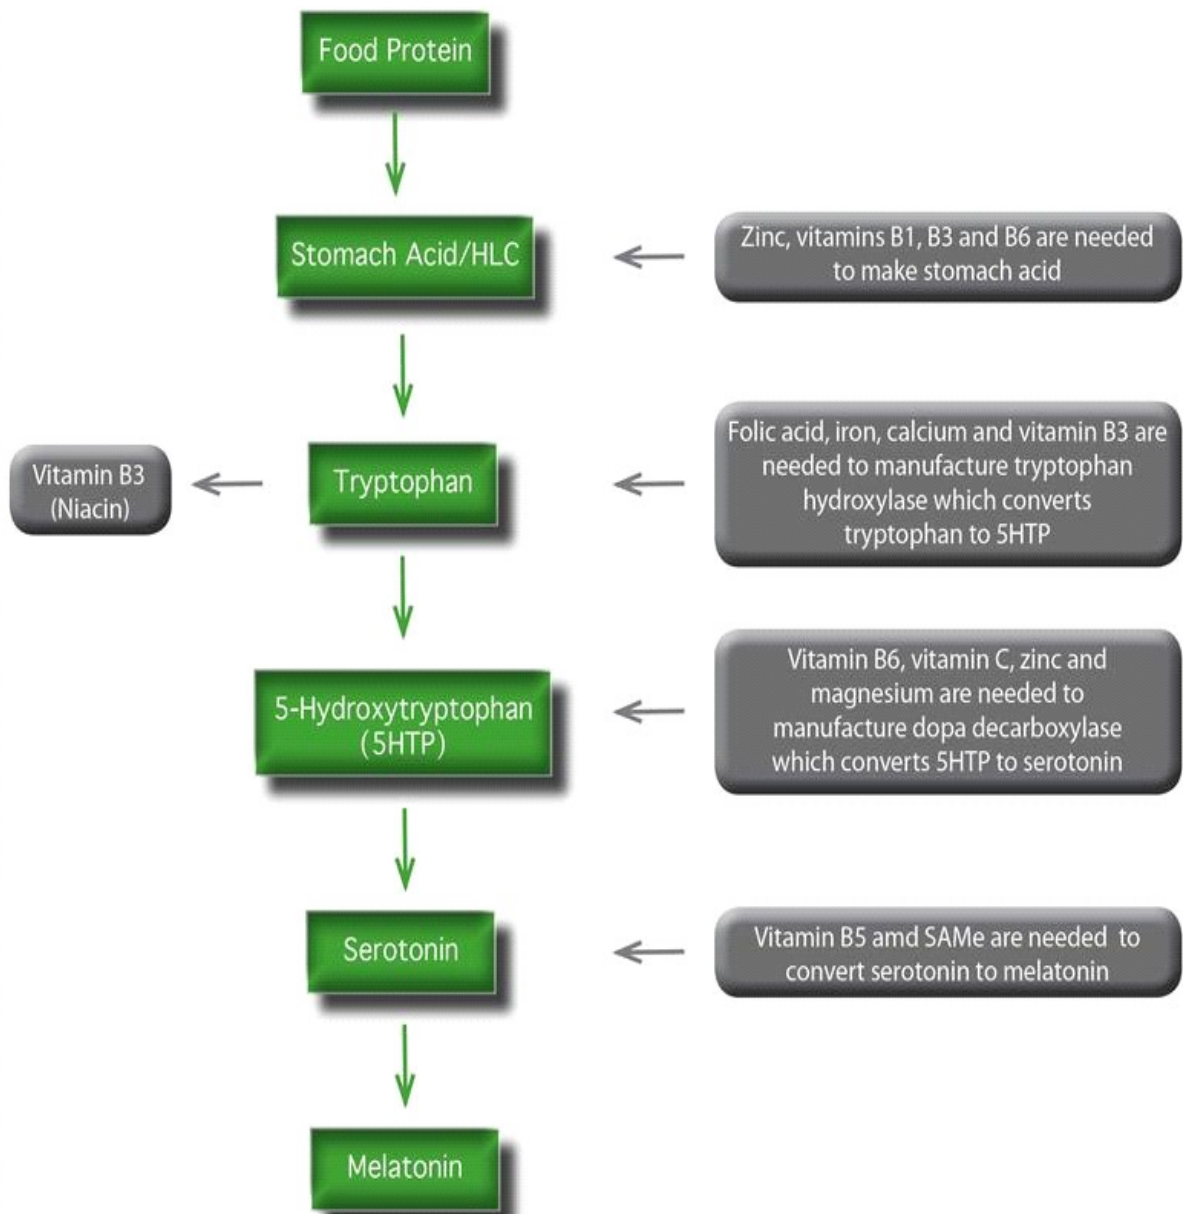 Food Protein
Stomach Acid/HLC
Zinc, vitamins B1, B3 and B6 are needed
to make stomach acid
Vitamin B3
(Niacin)
Tryptophan
Folic acid, iron, calcium and vitamin B3 are
needed to manufacture tryptophan
hydroxylase which converts
tryptophan to 5HTP
5-Hydroxytryptophan
(5HTP)
Vitamin B6, vitamin C, zinc and
magnesium are needed to
manufacture dopa decarboxylase
which converts 5HTP to serotonin
Serotonin
Vitamin B5 amd SAMe are needed to
convert serotonin to melatonin
Melatonin